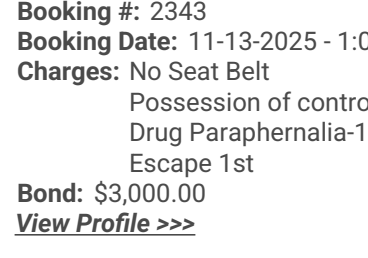 Booking #: 2343
Booking Date: 11-13-2025 - 1:0
Charges: No Seat Belt
Possession of contro
Drug Paraphernalia-1
Escape 1st
Bond: $3,000.00
View Profile >>>